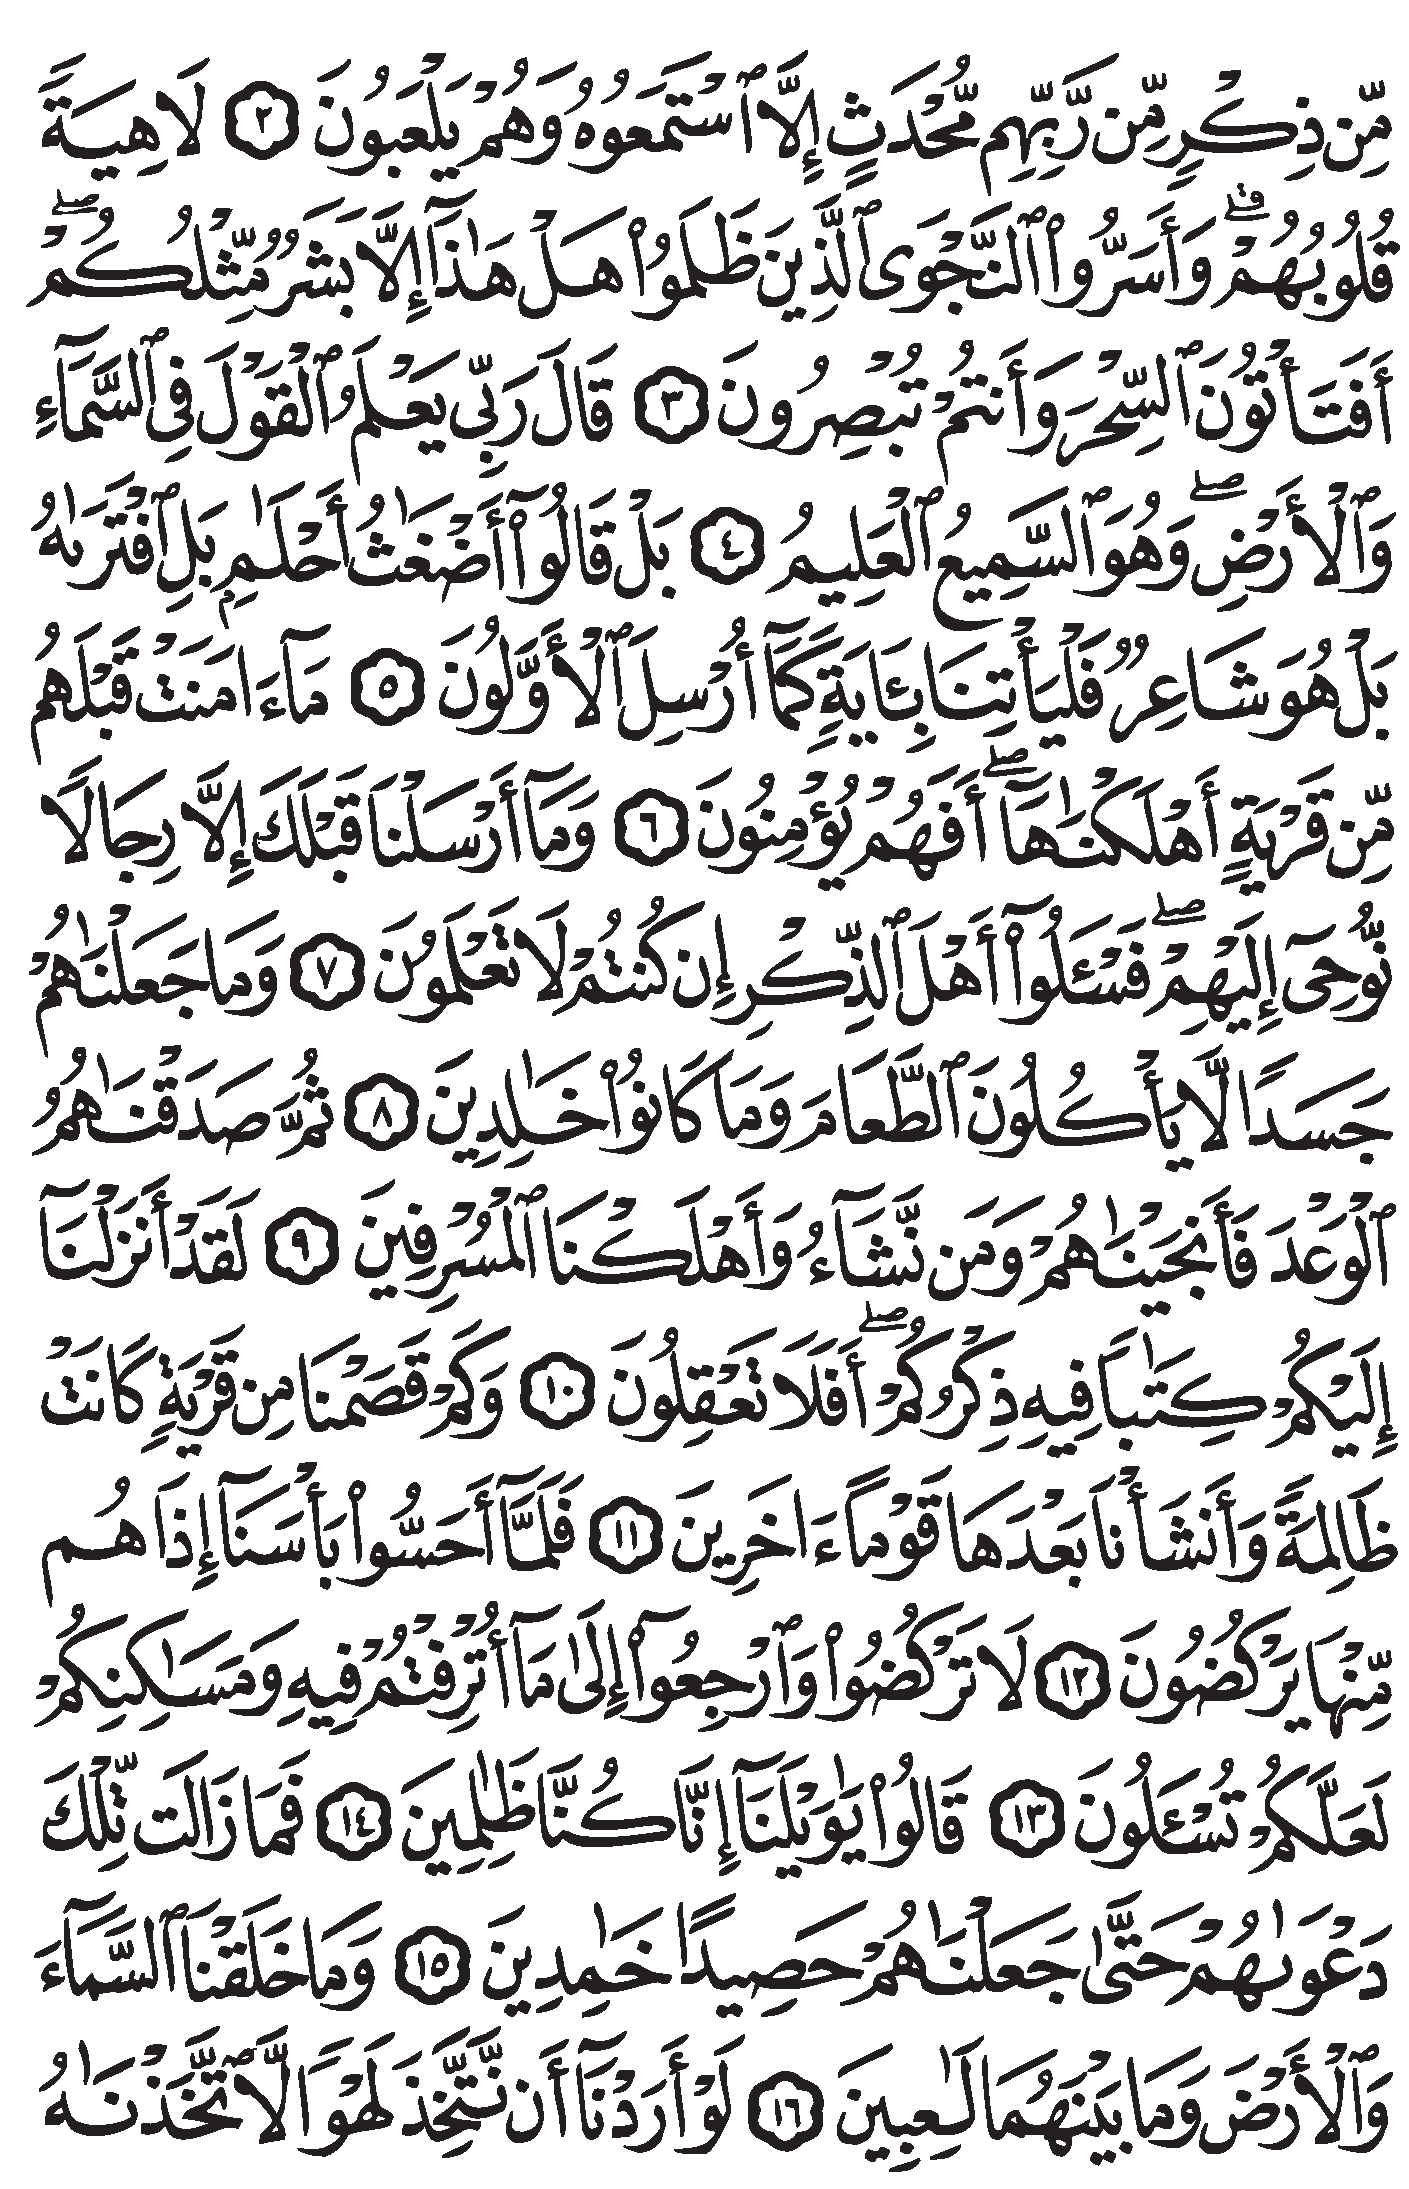 مِّن ذِكْرٍ مِّن رَّبِّهِم مُّحْدَثٍ إِلَّا ٱسْتَمَعُوهُ وَهُمْ يَلْعَبُونَ ٢ لَاهِيَةً
قُلُوبُهُمْ ۗ وَأَسَرُّوا۟ ٱلنَّجْوَى ٱلَّذِينَ ظَلَمُوا۟ هَلْ هَٰذَآ إِلَّا بَشَرٌ مِّثْلُكُمْ ۖ
أَفَتَأْتُونَ ٱلسِّحْرَ وَأَنتُمْ تُبْصِرُونَ ٣ قَالَ رَبِّي يَعْلَمُ ٱلْقَوْلَ فِي ٱلسَّمَآءِ
وَٱلْأَرْضِ ۖ وَهُوَ ٱلسَّمِيعُ ٱلْعَلِيمُ ٤ بَلْ قَالُوٓا۟ أَضْغَٰثُ أَحْلَٰمٍۭ بَلِ ٱفْتَرَىٰهُ
بَلْ هُوَ شَاعِرٌ فَلْيَأْتِنَا بِـَٔايَةٍ كَمَآ أُرْسِلَ ٱلْأَوَّلُونَ ٥ مَآ ءَامَنَتْ قَبْلَهُم
مِّن قَرْيَةٍ أَهْلَكْنَٰهَآ ۖ أَفَهُمْ يُؤْمِنُونَ ٦ وَمَآ أَرْسَلْنَا قَبْلَكَ إِلَّا رِجَالًا
نُّوحِىٓ إِلَيْهِمْ ۖ فَسْـَٔلُوٓا۟ أَهْلَ ٱلذِّكْرِ إِن كُنتُمْ لَا تَعْلَمُونَ ٧ وَمَا جَعَلْنَٰهُمْ
جَسَدًا لَّا يَأْكُلُونَ ٱلطَّعَامَ وَمَا كَانُوا۟ خَٰلِدِينَ ٨ ثُمَّ صَدَقْنَٰهُمُ
ٱلْوَعْدَ فَأَنجَيْنَٰهُمْ وَمَن نَّشَآءُ وَأَهْلَكْنَا ٱلْمُسْرِفِينَ ٩ لَقَدْ أَنزَلْنَآ
إِلَيْكُمْ كِتَٰبًا فِيهِ ذِكْرُكُمْ ۖ أَفَلَا تَعْقِلُونَ ١٠ وَكَمْ قَصَمْنَا مِن قَرْيَةٍ كَانَتْ
ظَالِمَةً وَأَنشَأْنَا بَعْدَهَا قَوْمًا ءَاخَرِينَ ١١ فَلَمَّآ أَحَسُّوا۟ بَأْسَنَآ إِذَا هُم
مِّنْهَا يَرْكُضُونَ ١٢ لَا تَرْكُضُوا۟ وَٱرْجِعُوٓا۟ إِلَىٰ مَآ أُتْرِفْتُمْ فِيهِ وَمَسَٰكِنِكُمْ
لَعَلَّكُمْ تُسْـَٔلُونَ ١٣ قَالُوا۟ يَٰوَيْلَنَآ إِنَّا كُنَّا ظَٰلِمِينَ ١٤ فَمَا زَالَت تِّلْكَ
دَعْوَىٰهُمْ حَتَّىٰ جَعَلْنَٰهُمْ حَصِيدًا خَٰمِدِينَ ١٥ وَمَا خَلَقْنَا ٱلسَّمَآءَ
وَٱلْأَرْضَ وَمَا بَيْنَهُمَا لَٰعِبِينَ ١٦ لَوْ أَرَدْنَآ أَن نَّتَّخِذَ لَهْوًا لَّٱتَّخَذْنَٰهُ